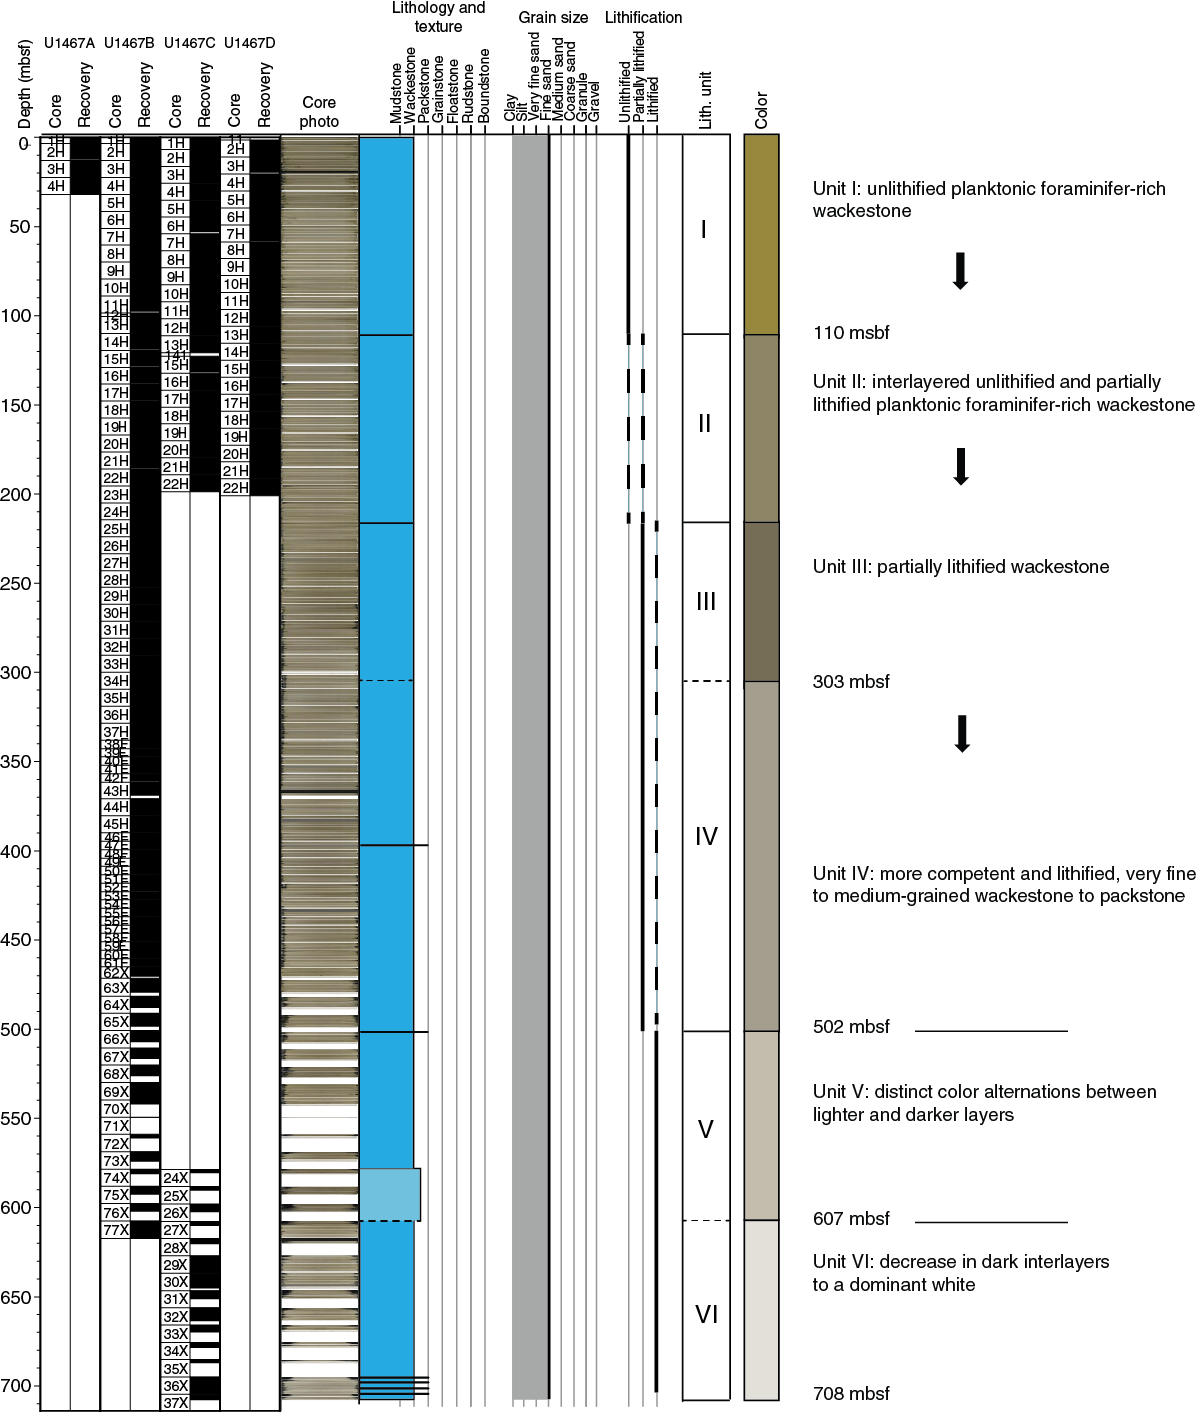 Lithology and
texture
Grain size
Lithification
Depth (mbsf)
U1467A
U1467B
U1467C
U1467D
Core
Recovery
Core
Recovery
Core
Recovery
Core
Recovery
Core
photo
Mudstone
Wackestone
Packstone
Grainstone
Floatstone
Rudstone
Boundstone
Clay
Silt
Very fine sand
Fine sand
Medium sand
Coarse sand
Granule
Gravel
Unlithified
Partially lithified
Lithified
Lith. unit
Color
0
50
100
150
200
250
300
350
400
450
500
550
600
650
700
1H
2H
3H
4H
1H
2H
3H
4H
5H
6H
7H
8H
9H
10H
11H
12H
13H
14H
15H
16H
17H
18H
19H
20H
21H
22H
23H
24H
25H
26H
27H
28H
29H
30H
31H
32H
33H
34H
35H
36H
37H
38F
39F
40F
41F
42F
43H
44H
45H
46F
47F
48F
49F
50F
51F
52F
53F
54F
55F
56F
57F
58F
59F
60F
61F
62X
63X
64X
65X
66X
67X
68X
69X
70X
71X
72X
73X
74X
75X
76X
77X
1H
2H
3H
4H
5H
6H
7H
8H
9H
10H
11H
12H
13H
141
15H
16H
17H
18H
19H
20H
21H
22H
24X
25X
26X
27X
28X
29X
30X
31X
32X
33X
34X
35X
36X
37X
2H
3H
4H
5H
6H
7H
8H
9H
10H
11H
12H
13H
14H
15H
16H
17H
18H
19H
20H
21H
22H
I
II
III
IV
V
VI
Unit I: unlithified planktonic foraminifer-rich
wackestone
110 msbf
Unit II: interlayered unlithified and partially
lithified planktonic foraminifer-rich wackestone
Unit III: partially lithified wackestone
303 mbsf
Unit IV: more competent and lithified, very fine
to medium-grained wackestone to packstone
502 mbsf
Unit V: distinct color alternations between
lighter and darker layers
607 mbsf
Unit VI: decrease in dark interlayers
to a dominant white
708 mbsf